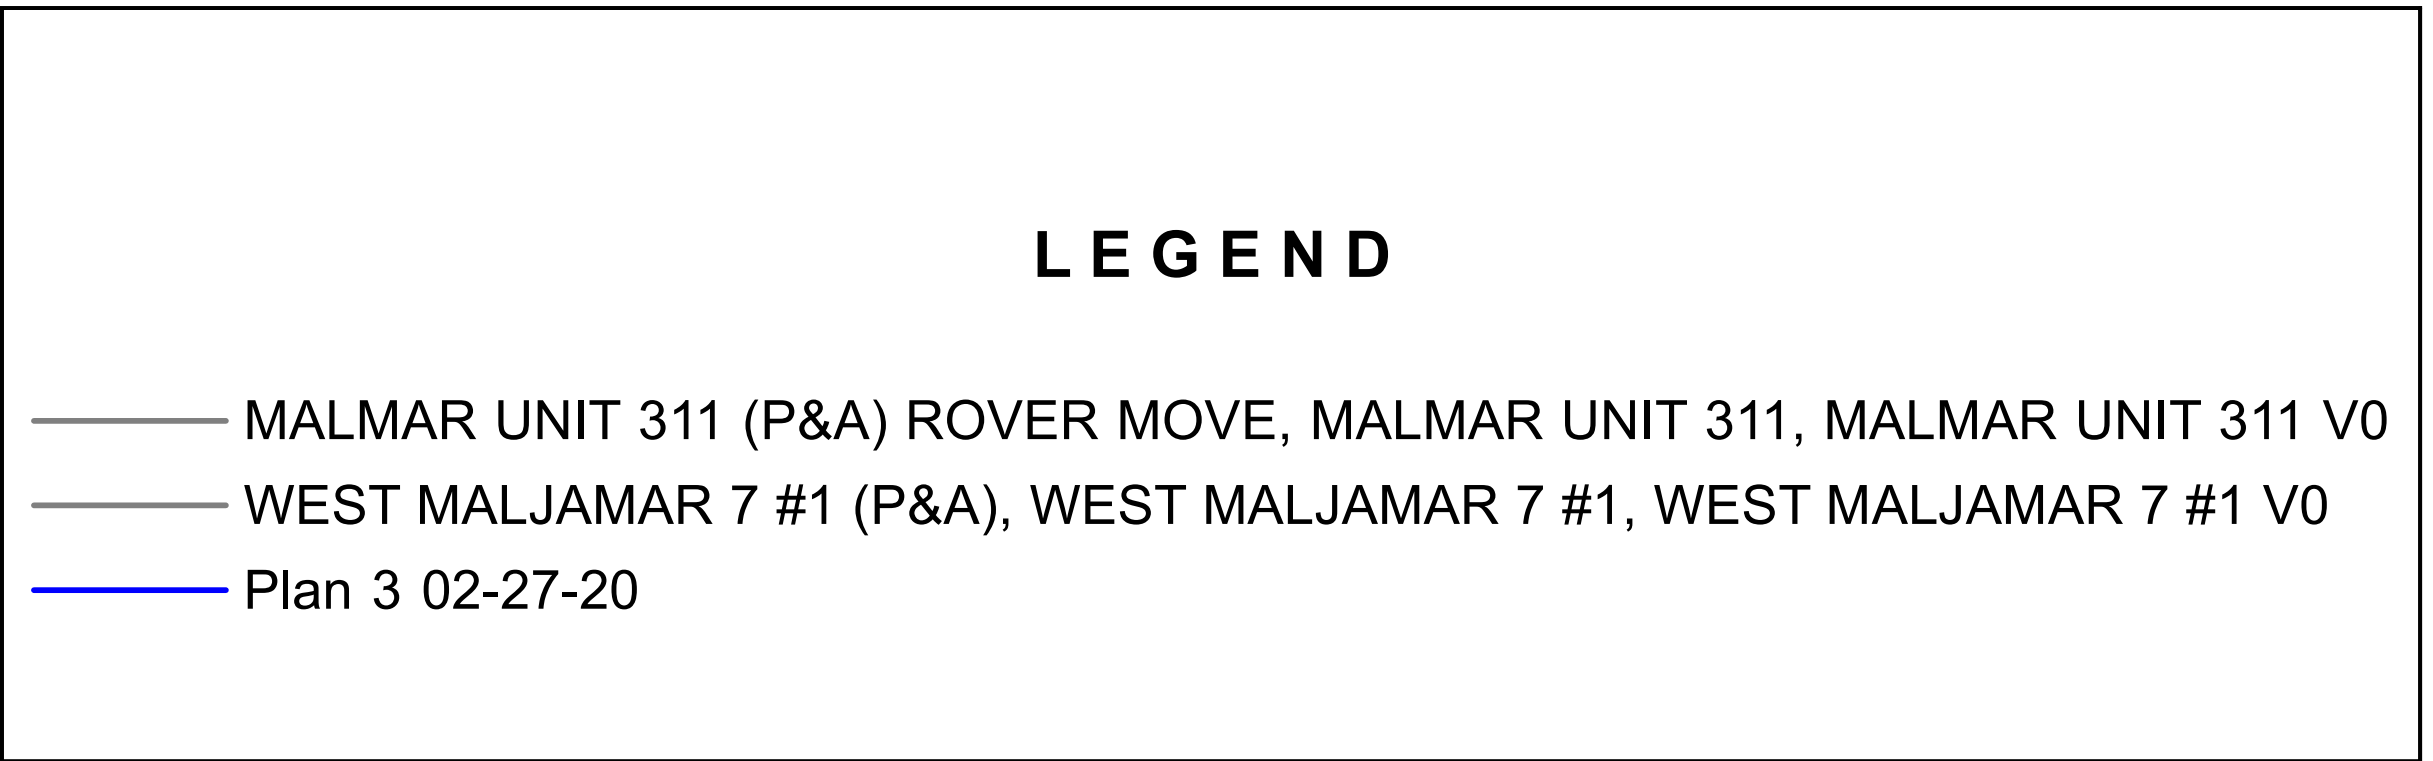 L E G E N D
MALMAR UNIT 311 (P&A) ROVER MOVE, MALMAR UNIT 311, MALMAR UNIT 311 V0
WEST MALJAMAR 7 #1 (P&A), WEST MALJAMAR 7 #1, WEST MALJAMAR 7 #1 V0
Plan 3 02-27-20